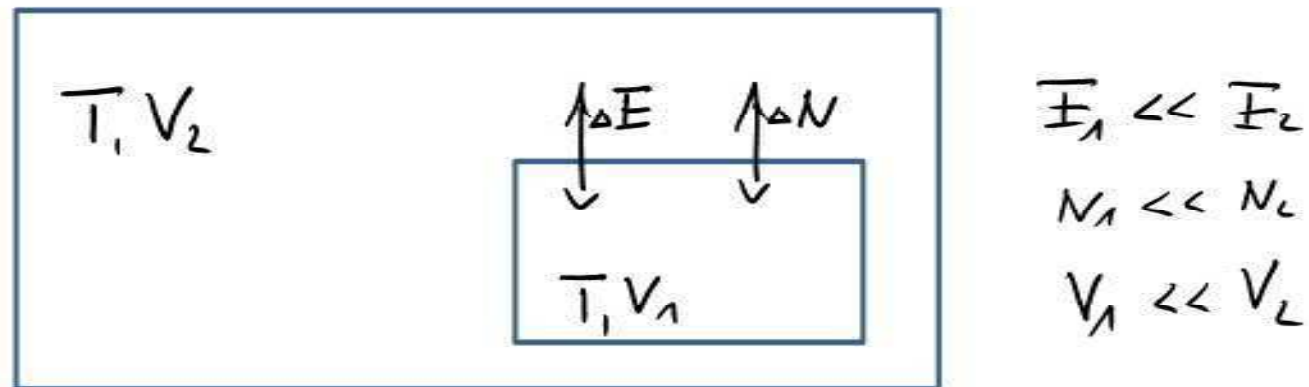 T, V₂
ΔE ΔN
T, V₁
E₁ << E₂
N₁ << N₂
V₁ << V₂